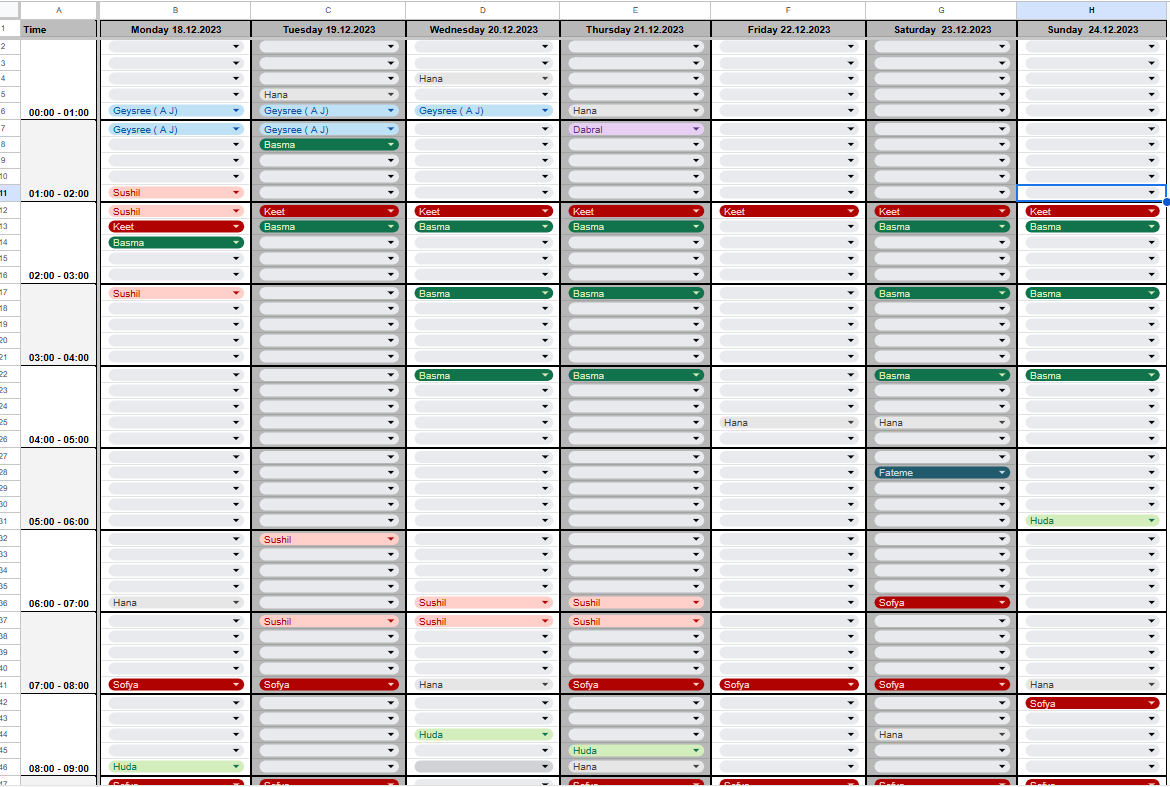 A B C D E F G H
1 Time Monday 18.12.2023 Tuesday 19.12.2023 Wednesday 20.12.2023 Thursday 21.12.2023 Friday 22.12.2023 Saturday 23.12.2023 Sunday 24.12.2023
2
3
4 Hana
5 Hana
6 00:00 - 01:00 Geysree ( A J) Geysree ( A J) Geysree ( A J) Hana
7 Geysree ( A J) Geysree ( A J) Dabral
8 Basma
9
10
11 01:00 - 02:00 Sushil
12 Sushil Keet Keet Keet Keet Keet Keet
13 Keet Basma Basma Basma Basma Basma
14 Basma
15
16 02:00 - 03:00
17 Sushil Basma Basma Basma Basma
18
19
20
21 03:00 - 04:00
22 Basma Basma Basma Basma
23
24
25 Hana Hana
26 04:00 - 05:00
27
28 Fateme
29
30
31 05:00 - 06:00 Huda
32 Sushil
33
34
35
36 06:00 - 07:00 Hana Sushil Sushil Sofya
37 Sushil Sushil Sushil
38
39
40
41 07:00 - 08:00 Sofya Sofya Hana Sofya Sofya Sofya Hana
42 Sofya
43
44 Huda Hana
45 Huda
46 08:00 - 09:00 Huda Hana
47 Sofya Sofya Sofya Sofya Sofya Sofya